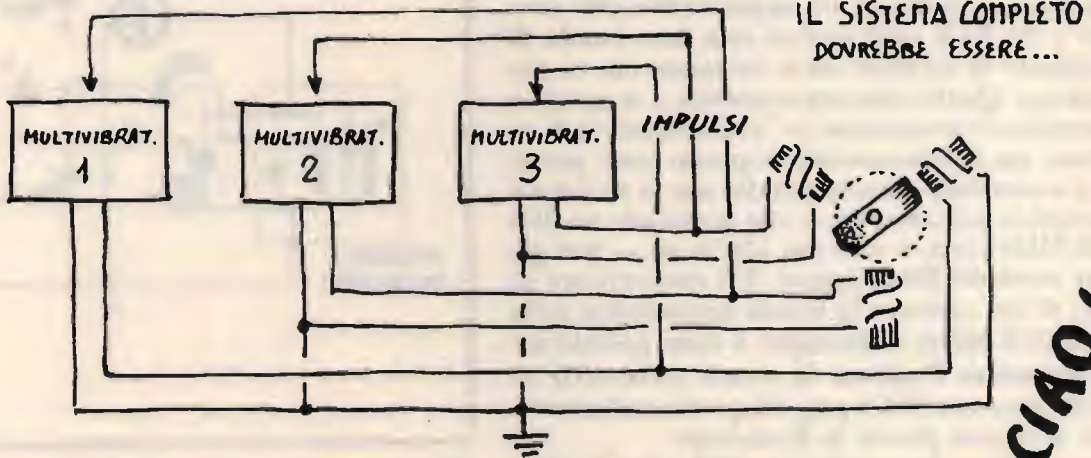 IL SISTEMA COMPLETO
DOVREBBE ESSERE...
MULTIVIBRAT.
1
MULTIVIBRAT.
2
MULTIVIBRAT.
3
IMPULSI
CIAO!